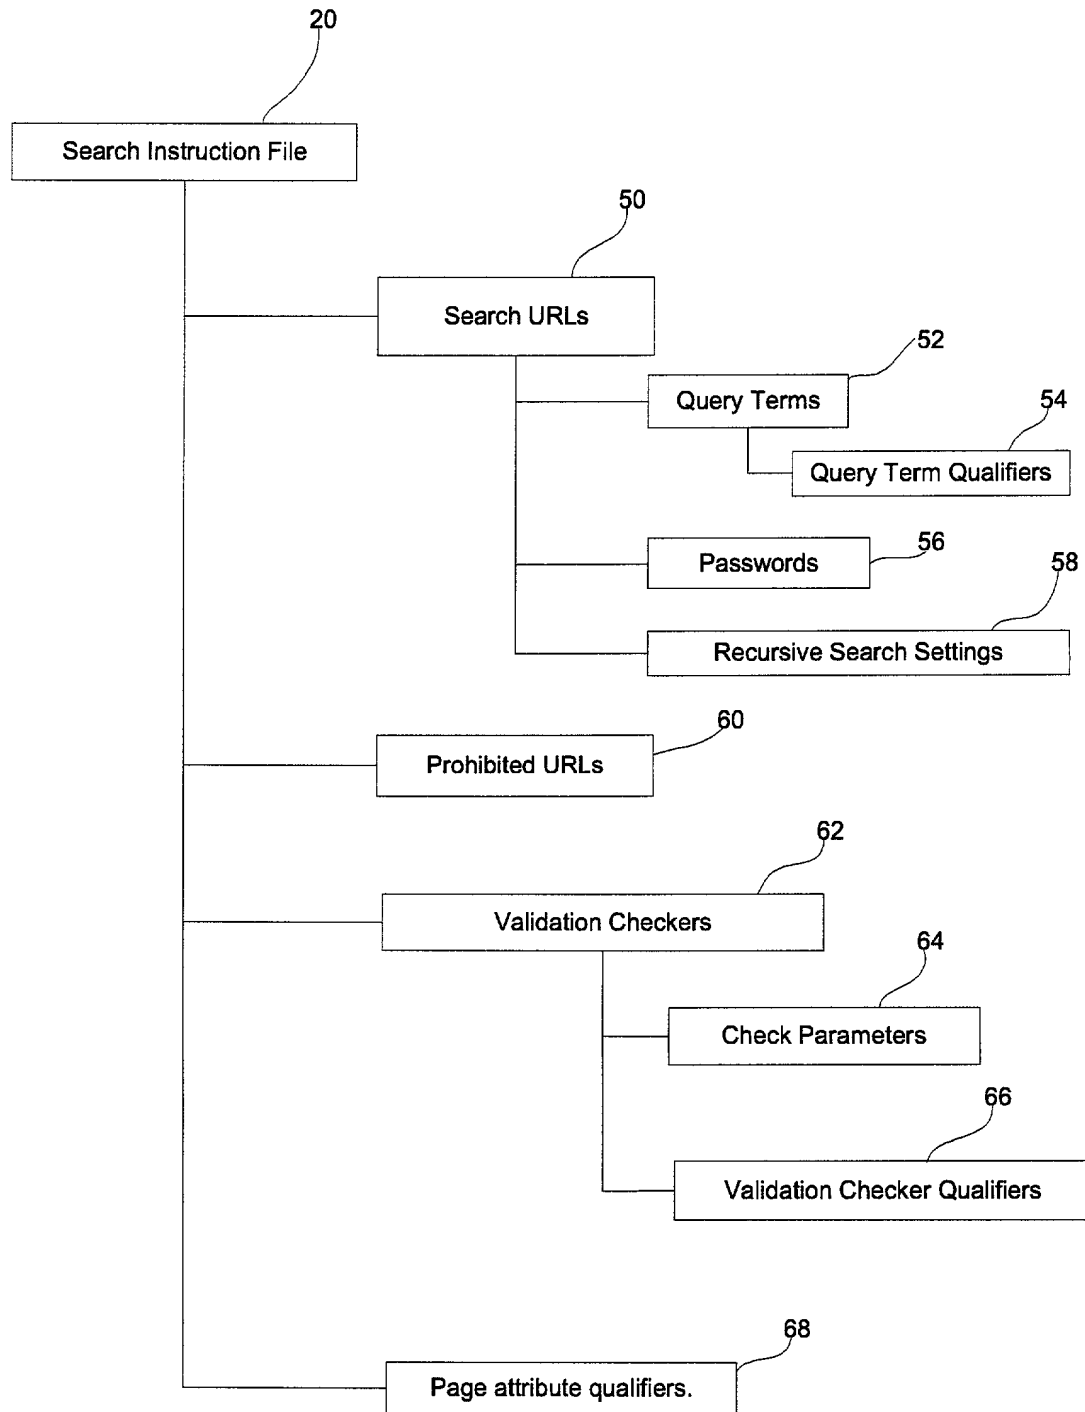 20
Search Instruction File
50
Search URLs
52
Query Terms
54
Query Term Qualifiers
56
Passwords
58
Recursive Search Settings
60
Prohibited URLs
62
Validation Checkers
64
Check Parameters
66
Validation Checker Qualifiers
68
Page attribute qualifiers.